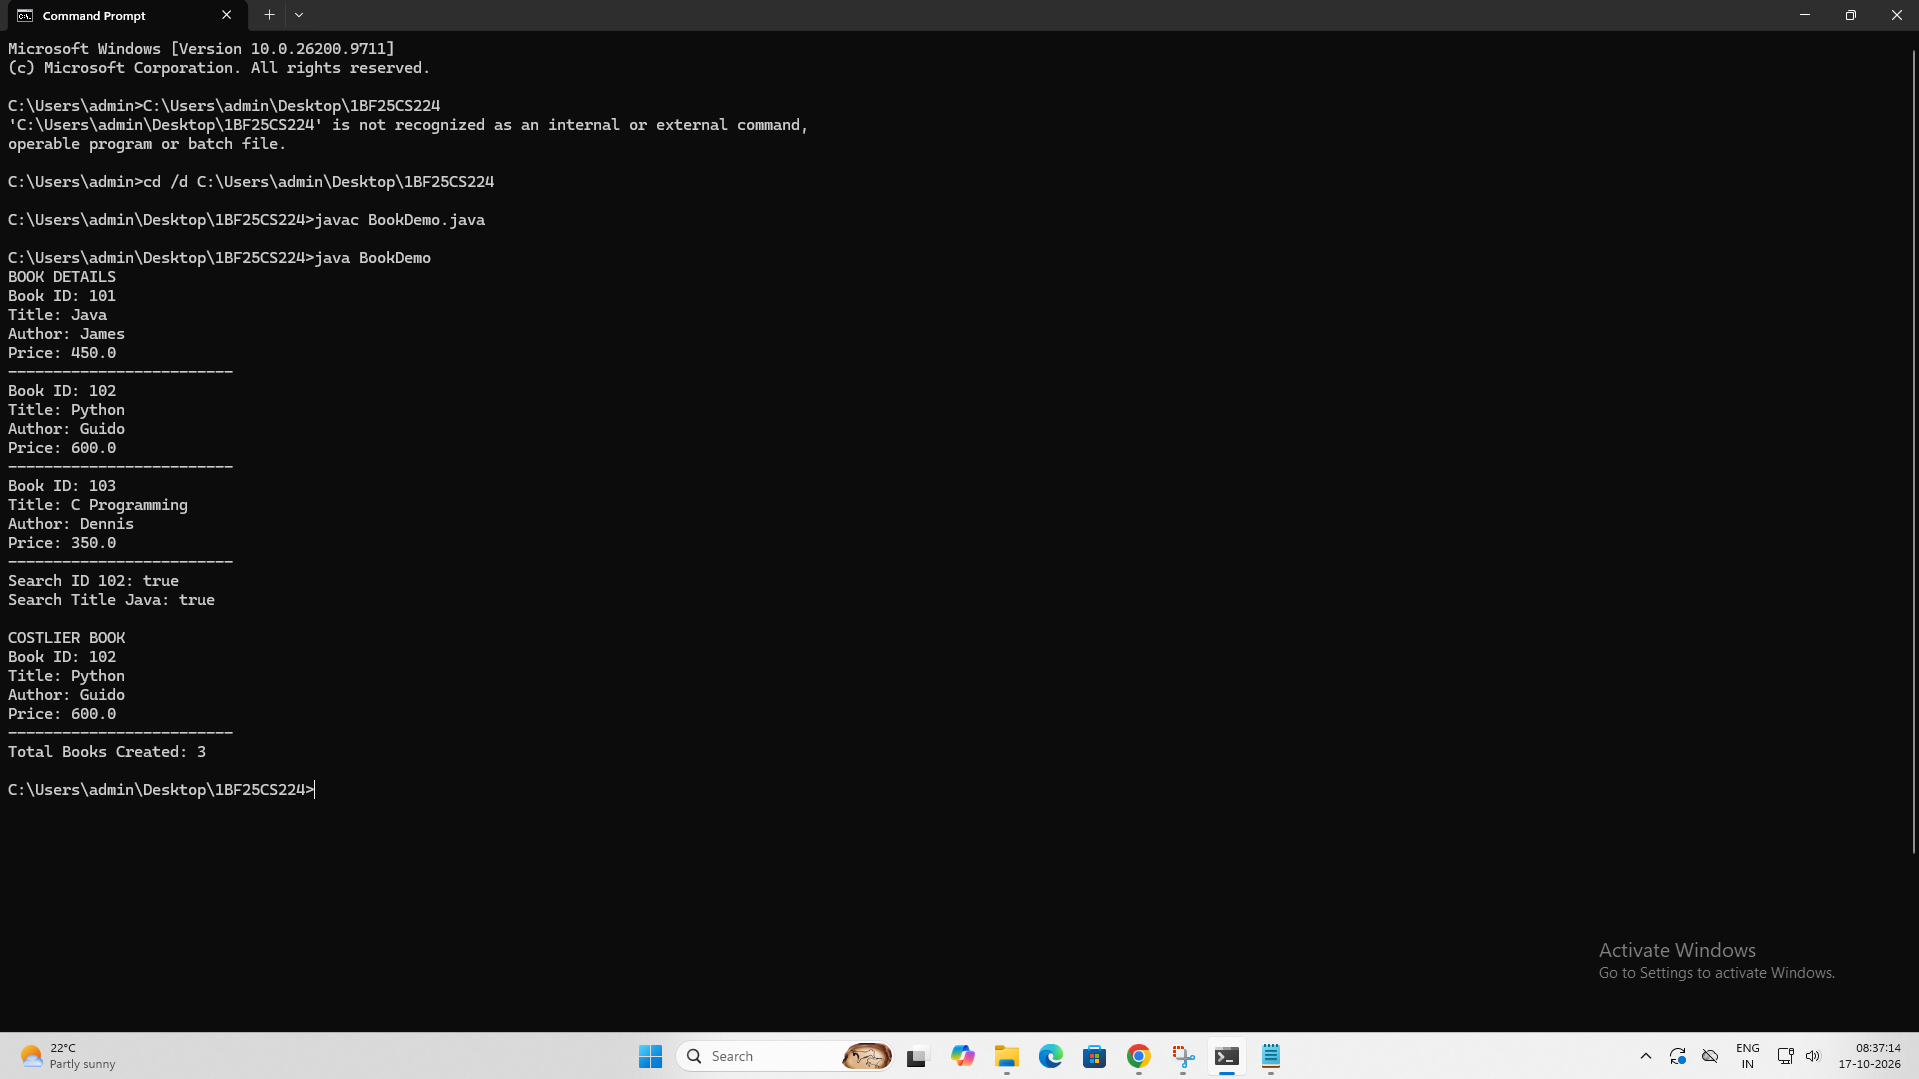 Command Prompt
Microsoft Windows [Version 10.0.26200.9711]
(c) Microsoft Corporation. All rights reserved.
C:\Users\admin>C:\Users\admin\Desktop\1BF25CS224
'C:\Users\admin\Desktop\1BF25CS224' is not recognized as an internal or external command,
operable program or batch file.
C:\Users\admin>cd /d C:\Users\admin\Desktop\1BF25CS224
C:\Users\admin\Desktop\1BF25CS224>javac BookDemo.java
C:\Users\admin\Desktop\1BF25CS224>java BookDemo
BOOK DETAILS
Book ID: 101
Title: Java
Author: James
Price: 450.0
-------------------------
Book ID: 102
Title: Python
Author: Guido
Price: 600.0
-------------------------
Book ID: 103
Title: C Programming
Author: Dennis
Price: 350.0
-------------------------
Search ID 102: true
Search Title Java: true
COSTLIER BOOK
Book ID: 102
Title: Python
Author: Guido
Price: 600.0
-------------------------
Total Books Created: 3
C:\Users\admin\Desktop\1BF25CS224>
Activate Windows
Go to Settings to activate Windows.
22°C
Partly sunny
Search
ENG
IN
08:37:14
17-10-2026